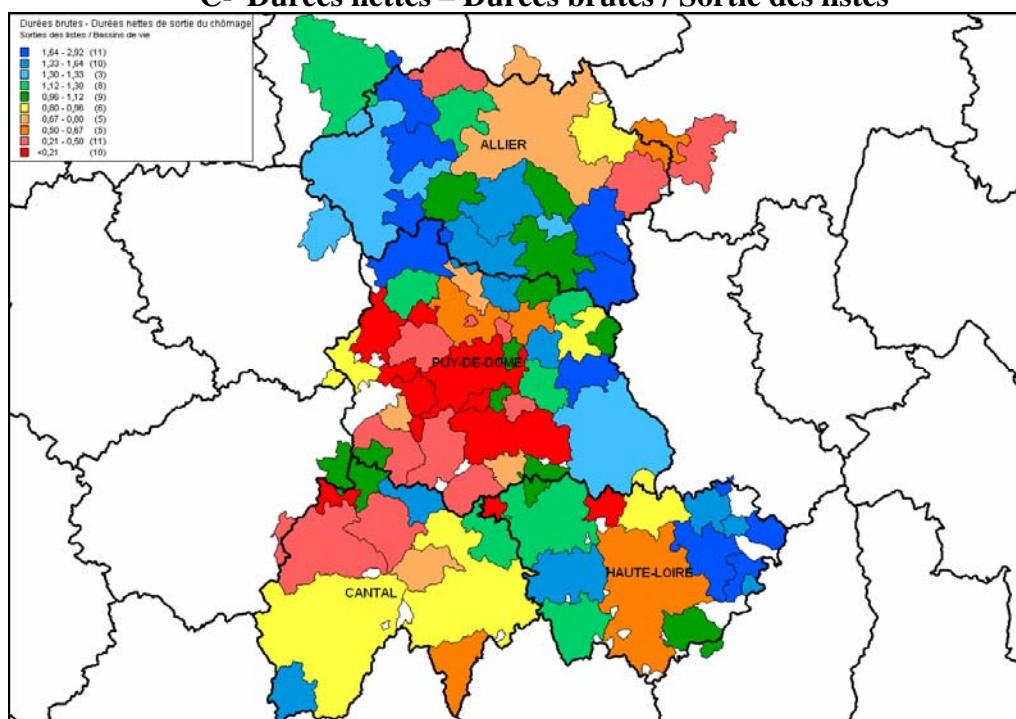 C- Durées nettes – Durées brutes / Sortie des listes
Durées brutes - Durées nettes de sortie du chômage
Sorties des listes / Bassins de vie
1,64 - 2,92 (11)
1,33 - 1,64 (10)
1,30 - 1,33 (3)
1,12 - 1,30 (8)
0,96 - 1,12 (9)
0,80 - 0,96 (6)
0,67 - 0,00 (5)
0,50 - 0,67 (5)
0,21 - 0,50 (11)
<0,21 (10)
ALLIER
PUY-DE-DOME
HAUTE-LOIRE
CANTAL